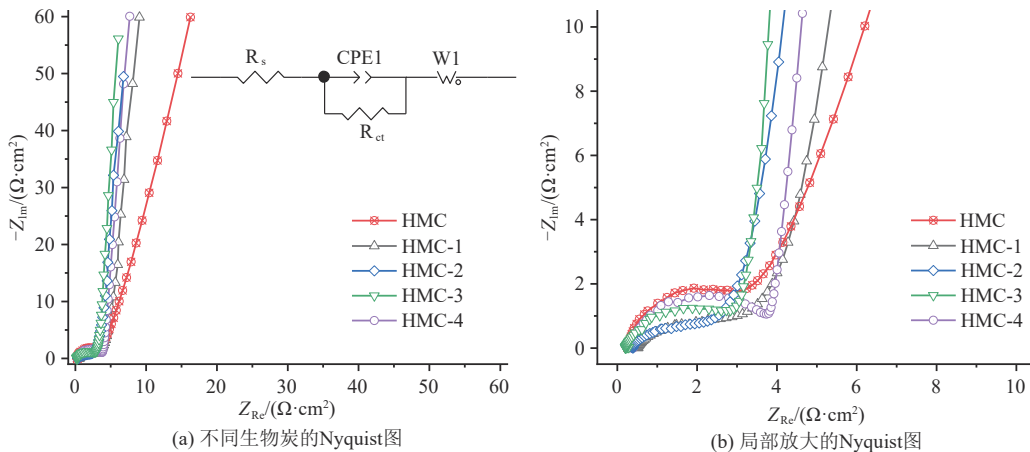 60
50
40
30
20
10
0
−Z_Im/(Ω·cm²)
R_s
CPE1
W1
R_ct
HMC
HMC-1
HMC-2
HMC-3
HMC-4
0 10 20 30 40 50 60
Z_Re/(Ω·cm²)
(a) 不同生物炭的Nyquist图
10
8
6
4
2
0
−Z_Im/(Ω·cm²)
HMC
HMC-1
HMC-2
HMC-3
HMC-4
0 2 4 6 8 10
Z_Re/(Ω·cm²)
(b) 局部放大的Nyquist图